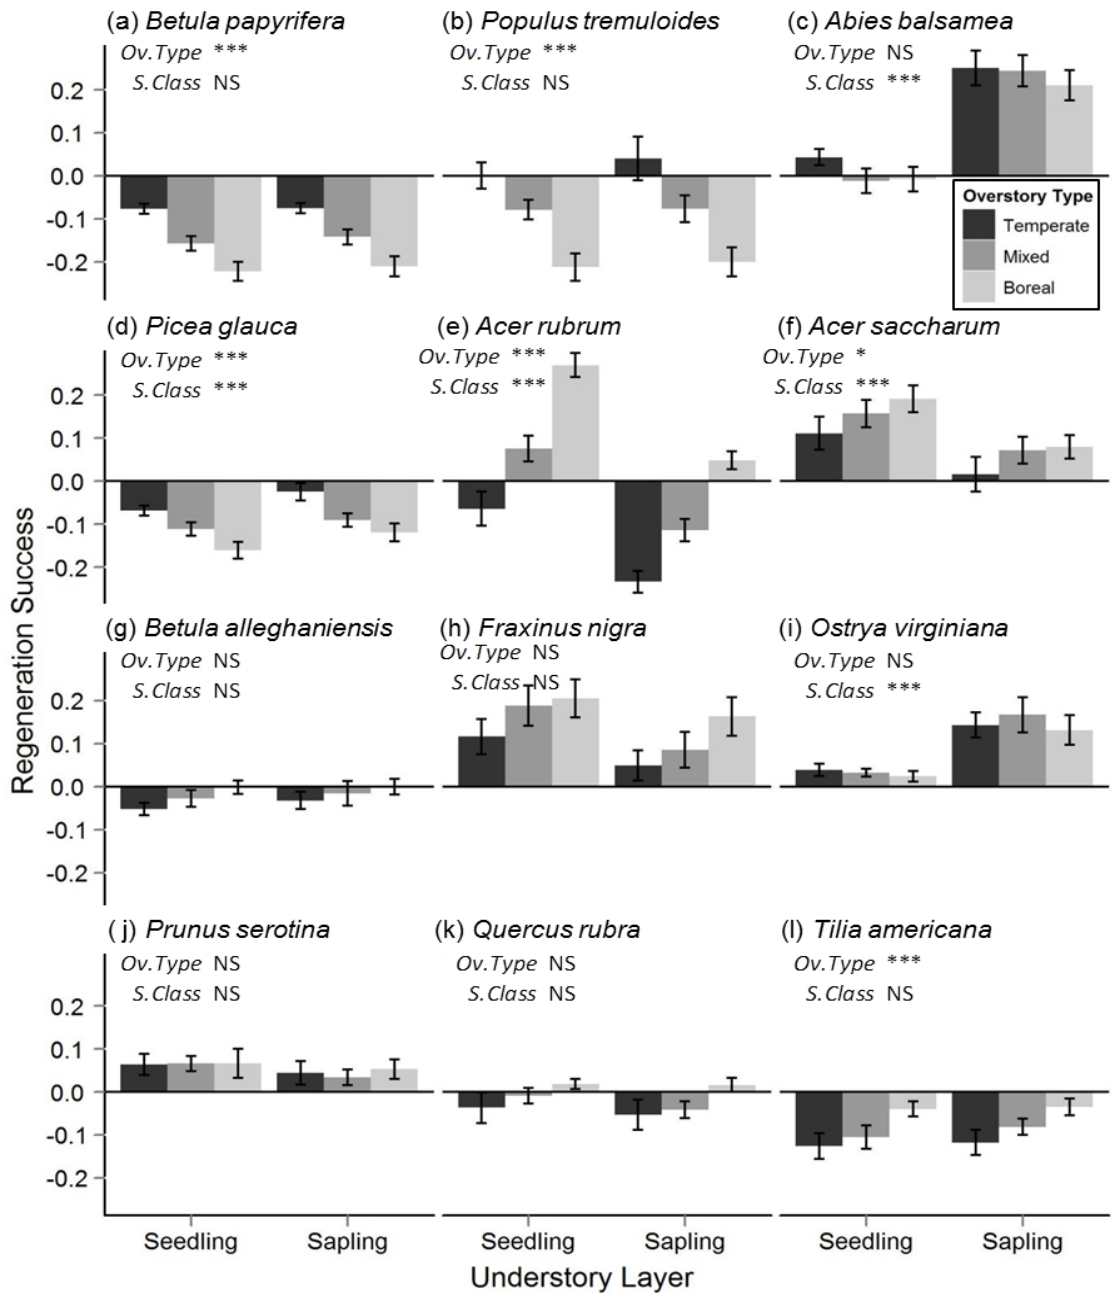 (a) Betula papyrifera
Ov.Type ***
S.Class NS
(b) Populus tremuloides
Ov.Type ***
S.Class NS
(c) Abies balsamea
Ov.Type NS
S.Class ***
0.2
0.1
0.0
-0.1
-0.2
Overstory Type
Temperate
Mixed
Boreal
(d) Picea glauca
Ov.Type ***
S.Class ***
(e) Acer rubrum
Ov.Type ***
S.Class ***
(f) Acer saccharum
Ov.Type *
S.Class ***
0.2
0.1
0.0
-0.1
-0.2
Regeneration Success
(g) Betula alleghaniensis
Ov.Type NS
S.Class NS
(h) Fraxinus nigra
Ov.Type NS
S.Class NS
(i) Ostrya virginiana
Ov.Type NS
S.Class ***
0.2
0.1
0.0
-0.1
-0.2
( j) Prunus serotina
Ov.Type NS
S.Class NS
(k) Quercus rubra
Ov.Type NS
S.Class NS
(l) Tilia americana
Ov.Type ***
S.Class NS
0.2
0.1
0.0
-0.1
-0.2
Seedling Sapling
Seedling Sapling
Seedling Sapling
Understory Layer